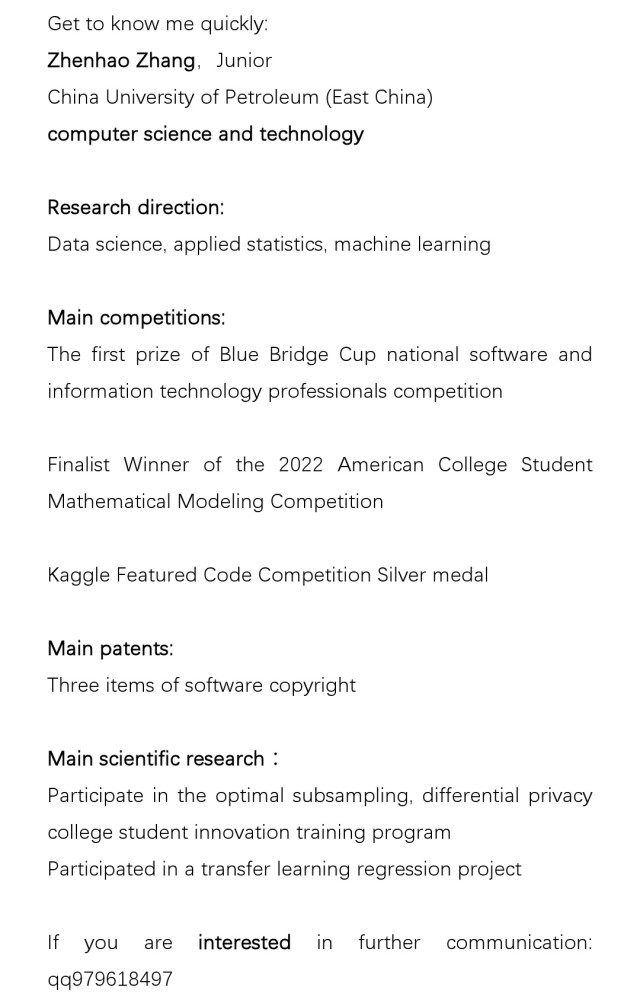 Get to know me quickly:
Zhenhao Zhang，Junior
China University of Petroleum (East China)
computer science and technology
Research direction:
Data science, applied statistics, machine learning
Main competitions:
The first prize of Blue Bridge Cup national software and
information technology professionals competition
Finalist Winner of the 2022 American College Student
Mathematical Modeling Competition
Kaggle Featured Code Competition Silver medal
Main patents:
Three items of software copyright
Main scientific research：
Participate in the optimal subsampling, differential privacy
college student innovation training program
Participated in a transfer learning regression project
If you are interested in further communication:
qq979618497